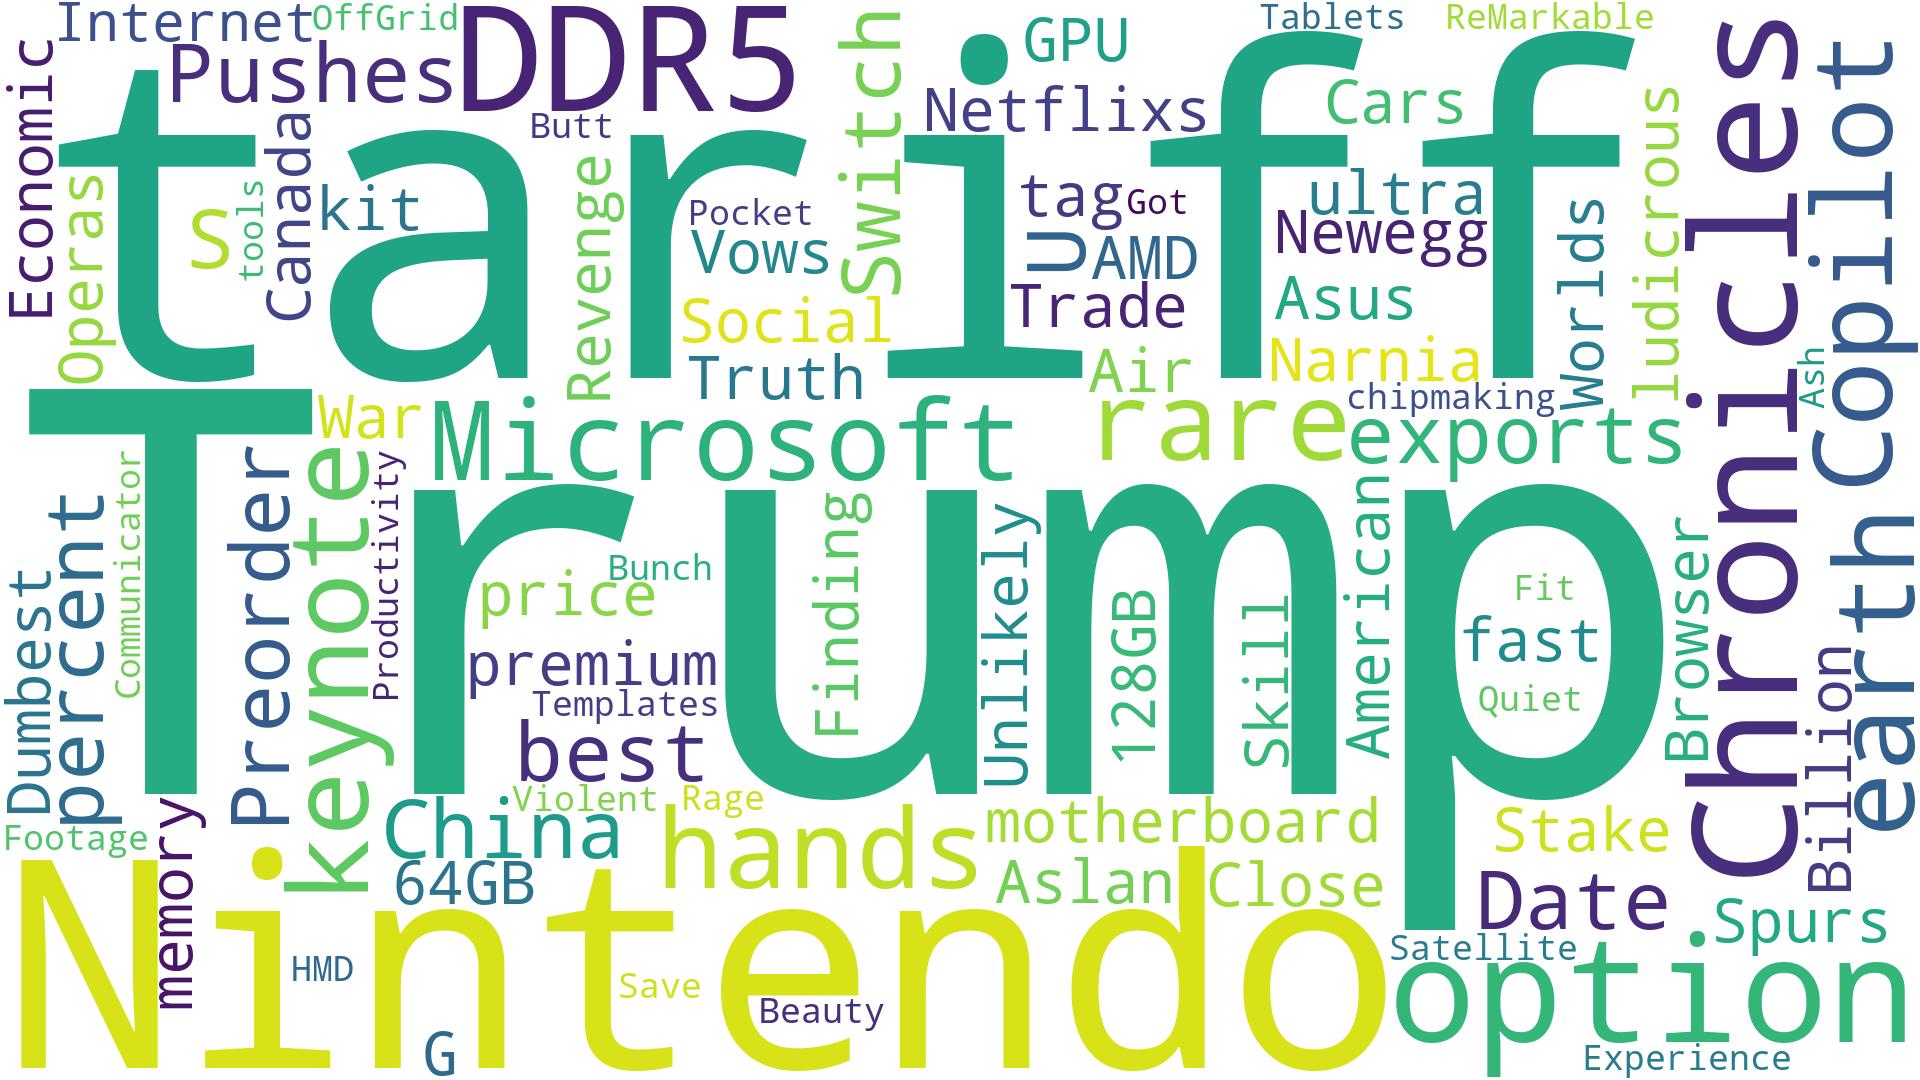 Internet
OffGrid
DDR5
Switch
GPU
Tablets
ReMarkable
Economic
Pushes
Butt
Netflixs
Cars
Chronicles
Copilot
tariff
Operas
s
tools
Canada
kit
Revenge
Pocket
Vows
Social
Truth
tag
Got
U
AMD
Trade
Air
ultra
Newegg
Asus
Narnia
Worlds
ludicrous
Ash
Trump
War
Microsoft
rare
chipmaking
exports
Dumbest
percent
Communicator
Preorder
keynote
Productivity
Bunch
price
premium
Templates
best
Finding
Unlikely
128GB
Skill
American
Fit
fast
Quiet
Browser
Billion
earth
Footage
memory
China
Violent
Rage
hands
motherboard
Stake
64GB
Aslan
Close
Date
Spurs
Nintendo
HMD
Save
Beauty
G
Satellite
option
Experience